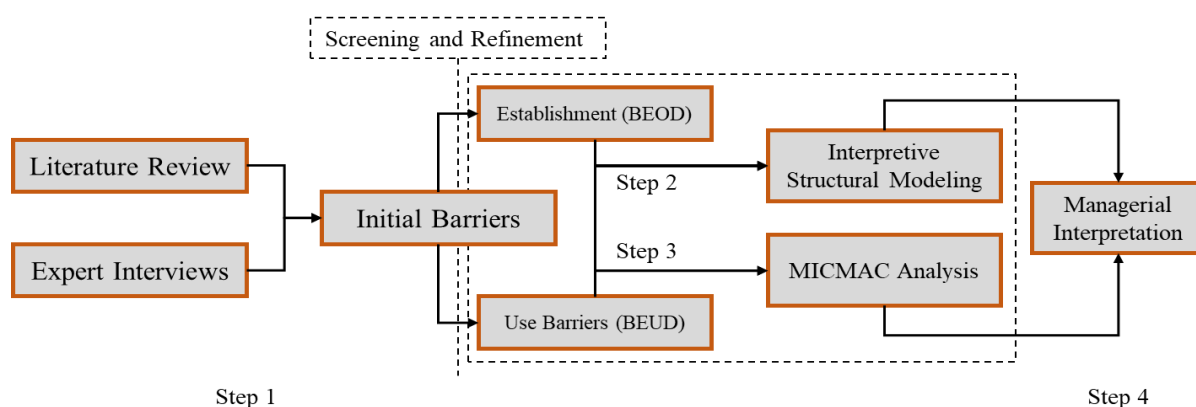 Screening and Refinement
Establishment (BEOD)
Literature Review
Interpretive
Structural Modeling
Step 2
Initial Barriers
Managerial
Interpretation
Expert Interviews
Step 3
MICMAC Analysis
Use Barriers (BEUD)
Step 1
Step 4